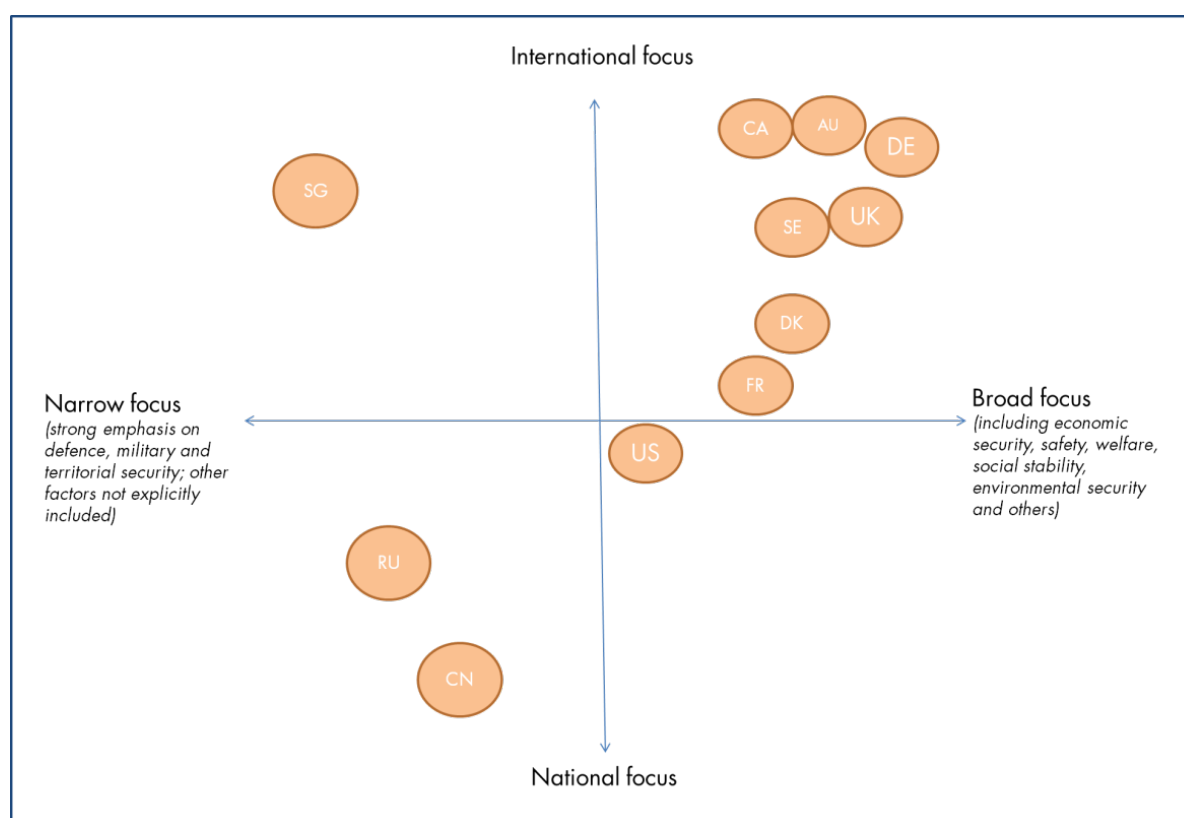 International focus
CA
AU
DE
SG
SE
UK
DK
FR
Narrow focus
(strong emphasis on
defence, military and
territorial security; other
factors not explicitly
included)
Broad focus
(including economic
security, safety, welfare,
social stability,
environmental security
and others)
US
RU
CN
National focus